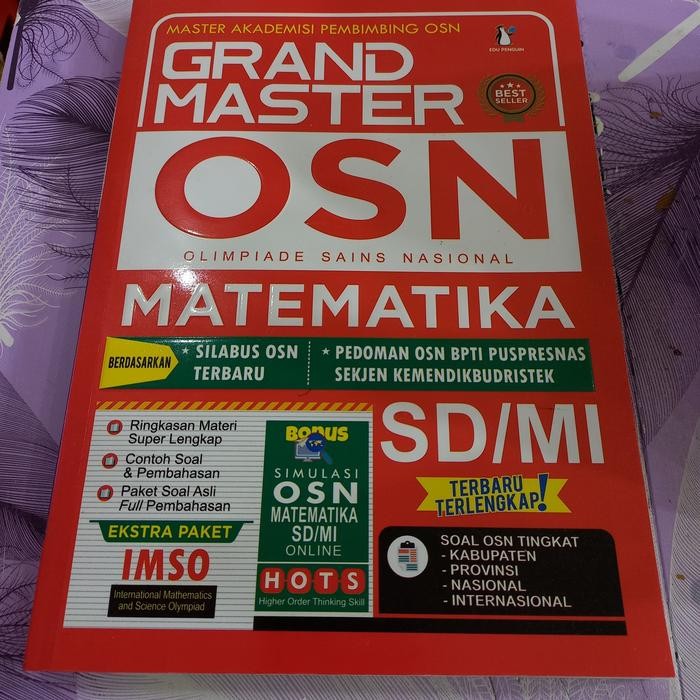 MASTER AKADEMISI PEMBIMBING OSN
EDU PENGUIN
GRAND
MASTER
BEST
SELLER
OSN
OLIMPIADE SAINS NASIONAL
MATEMATIKA
BERDASARKAN
SILABUS OSN
TERBARU
PEDOMAN OSN BPTI PUSPRESNAS
SEKJEN KEMENDIKBUDRISTEK
SD/MI
Ringkasan Materi
Super Lengkap
Contoh Soal
& Pembahasan
Paket Soal Asli
Full Pembahasan
EKSTRA PAKET
IMSO
International Mathematics
and Science Olympiad
BONUS
SIMULASI
OSN
MATEMATIKA
SD/MI
ONLINE
HOTS
Higher Order Thinking Skill
TERBARU
TERLENGKAP!
SOAL OSN TINGKAT
- KABUPATEN
- PROVINSI
- NASIONAL
- INTERNASIONAL